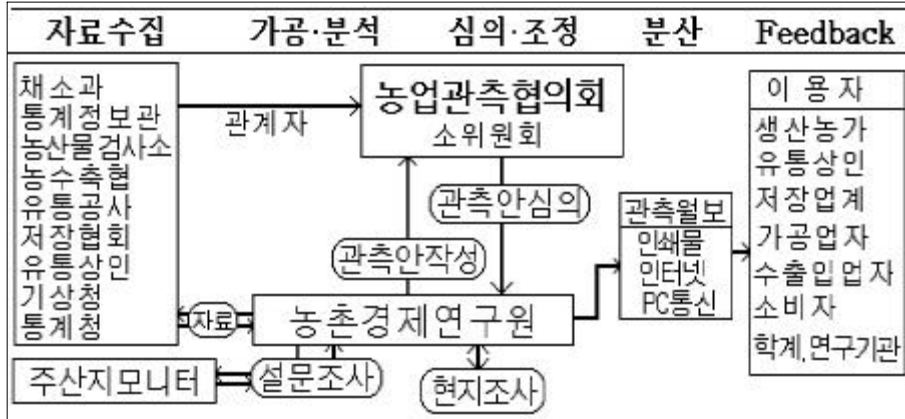 자료수집 가공·분석 심의·조정 분산 Feedback
채소과
통계정보관
농산물검사소
농수축협
유통공사
저장협회
유통상인
기상청
통계청
관계자
농업관측협의회
소위원회
관측안심의
관측안작성
자료
농촌경제연구원
주산지모니터
설문조사
현지조사
관측월보
인쇄물
인터넷
PC통신
이용자
생산농가
유통상인
저장업계
가공업자
수출입업자
소비자
학계,연구기관